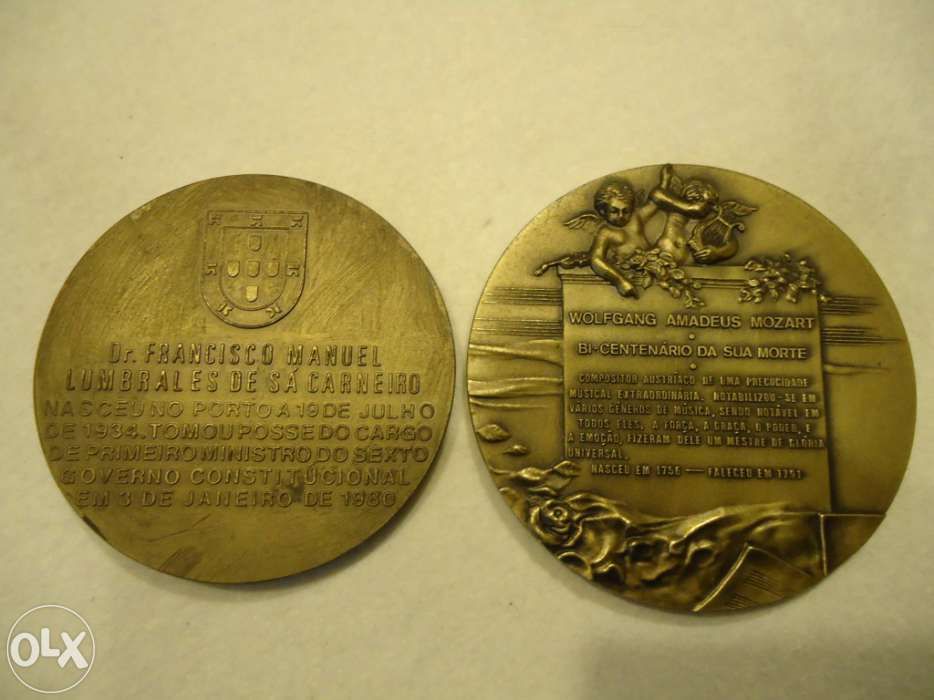 Dr. FRANCISCO MANUEL
LUMBRALES DE SÁ CARNEIRO
NASCEU NO PORTO A 19 DE JULHO
DE 1934. TOMOU POSSE DO CARGO
DE PRIMEIRO MINISTRO DO SEXTO
GOVERNO CONSTITUCIONAL
EM 3 DE JANEIRO DE 1980
WOLFGANG AMADEUS MOZART
BI-CENTENÁRIO DA SUA MORTE
COMPOSITOR AUSTRÍACO DE UMA PRECOCIDADE
MUSICAL EXTRAORDINÁRIA. NOTABILIZOU-SE EM
VÁRIOS GÉNEROS DE MÚSICA, SENDO NOTÁVEL EM
TODOS ELES. A FORÇA, A GRAÇA, O PODER, E
A EMOÇÃO, FIZERAM DELE UM MESTRE DE GLÓRIA
UNIVERSAL.
NASCEU EM 1756 — FALECEU EM 1791
OLX